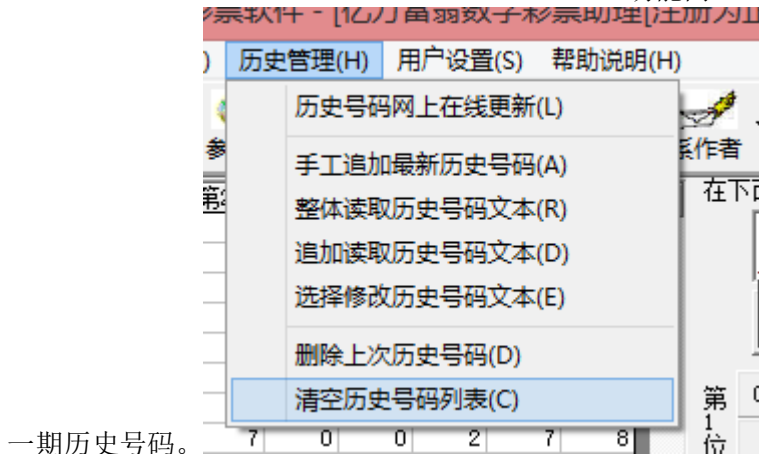 历史管理(H) 用户设置(S) 帮助说明(H)
历史号码网上在线更新(L)
系作者
手工追加最新历史号码(A)
在下
整体读取历史号码文本(R)
追加读取历史号码文本(D)
选择修改历史号码文本(E)
删除上次历史号码(D)
清空历史号码列表(C)
第
1
位
一期历史号码。
7 0 0 2 7 8